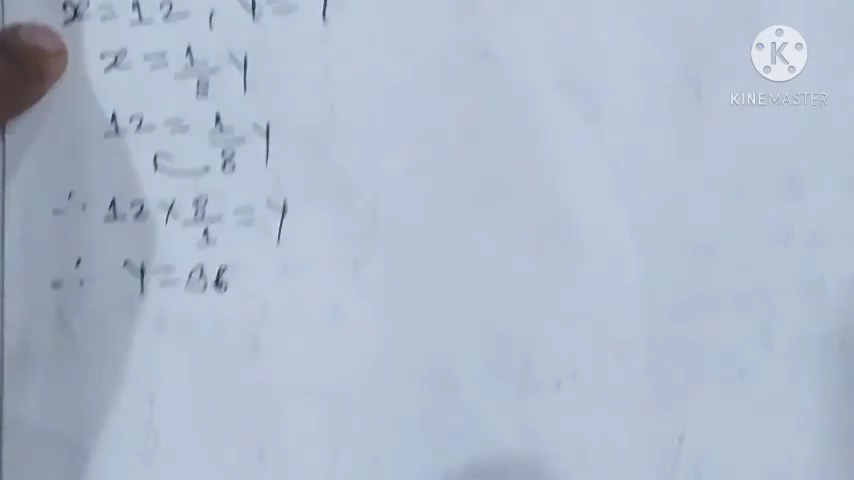 x = 12, Y = Y
K
KINEMASTER
x = 1/8 Y
12 = 1/8 Y
∴ 12 × 8/1 = Y
∴ Y = 96